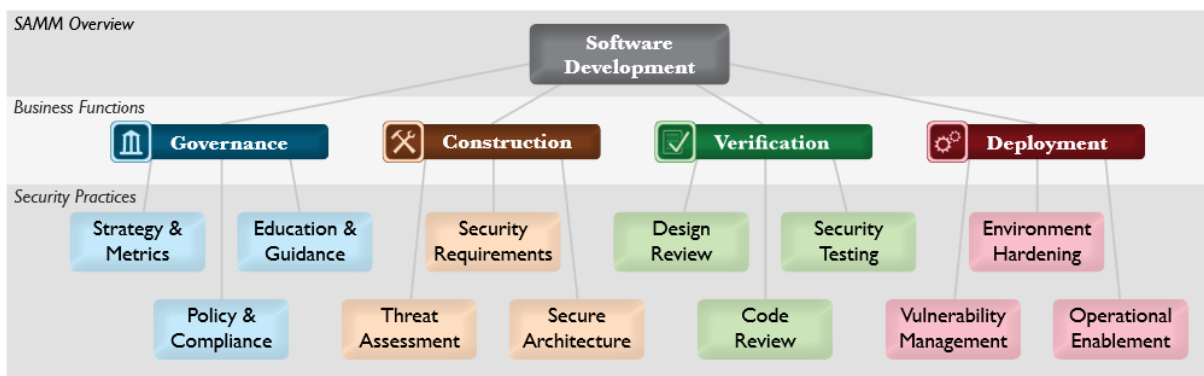 SAMM Overview
Software
Development
Business Functions
Governance
Construction
Verification
Deployment
Security Practices
Strategy &
Metrics
Education &
Guidance
Security
Requirements
Design
Review
Security
Testing
Environment
Hardening
Policy &
Compliance
Threat
Assessment
Secure
Architecture
Code
Review
Vulnerability
Management
Operational
Enablement